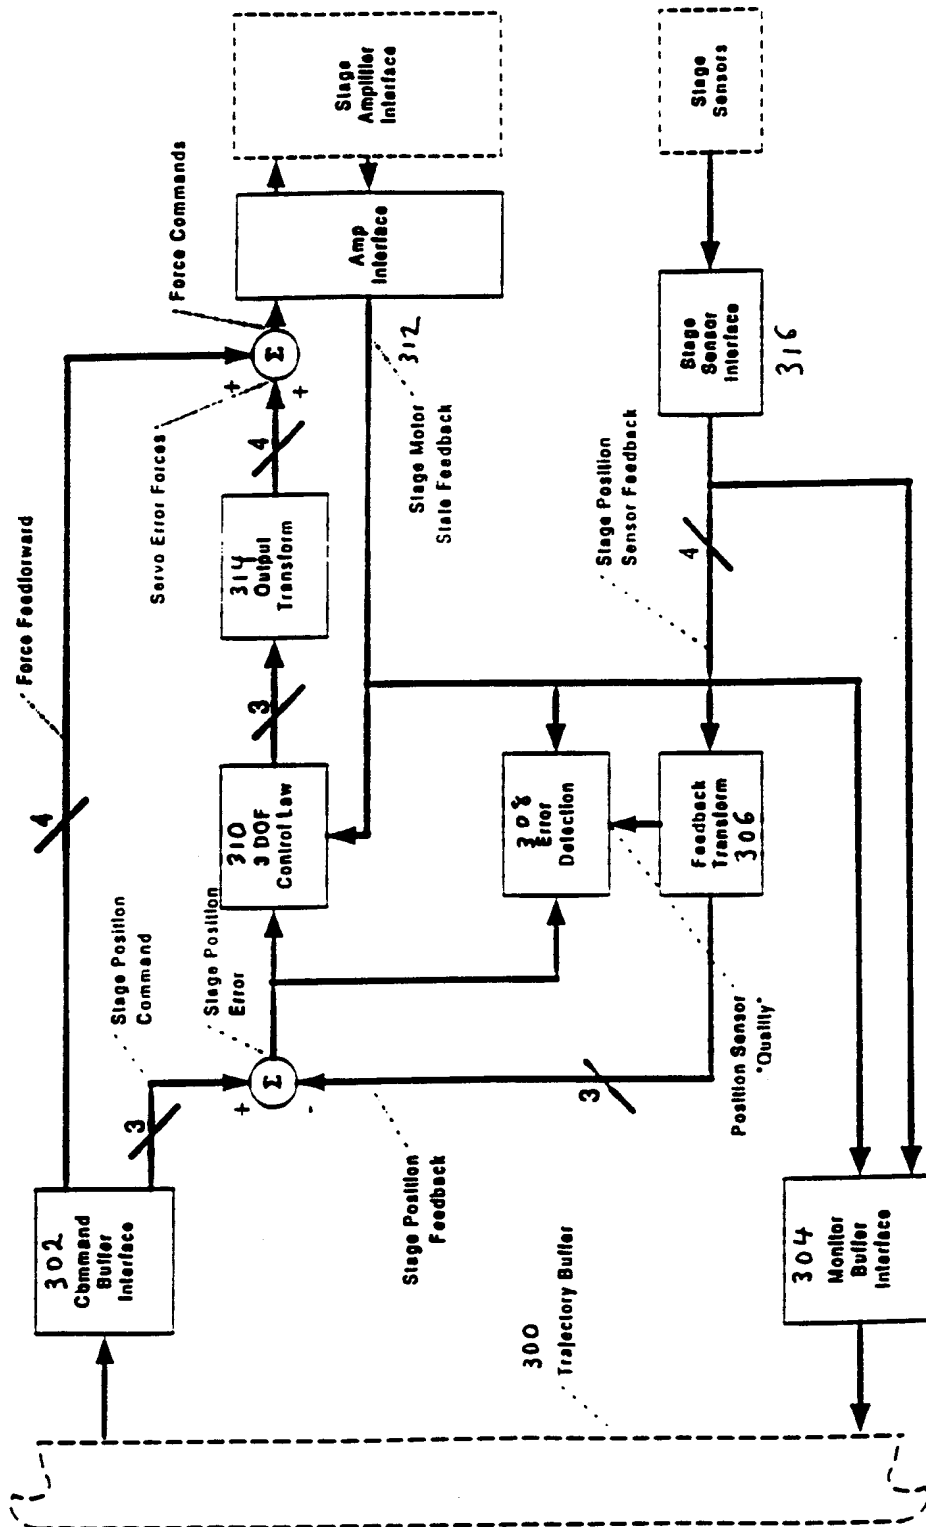 300
Trajectory Buffer
302
Command
Buffer
Interface
304
Monitor
Buffer
Interface
Force Feedforward
4
Stage Position
Command
3
+
-
Σ
Stage Position
Error
Stage Position
Feedback
3
310
3 DOF
Control Law
3
314
Output
Transform
4
Servo Error Forces
+
+
Σ
Force Commands
Amp
Interface
312
Stage
Amplifier
Interface
Stage Motor
State Feedback
308
Error
Detection
Feedback
Transform
306
Position Sensor
"Quality"
4
Stage Position
Sensor Feedback
Stage
Sensor
Interface
316
Stage
Sensors